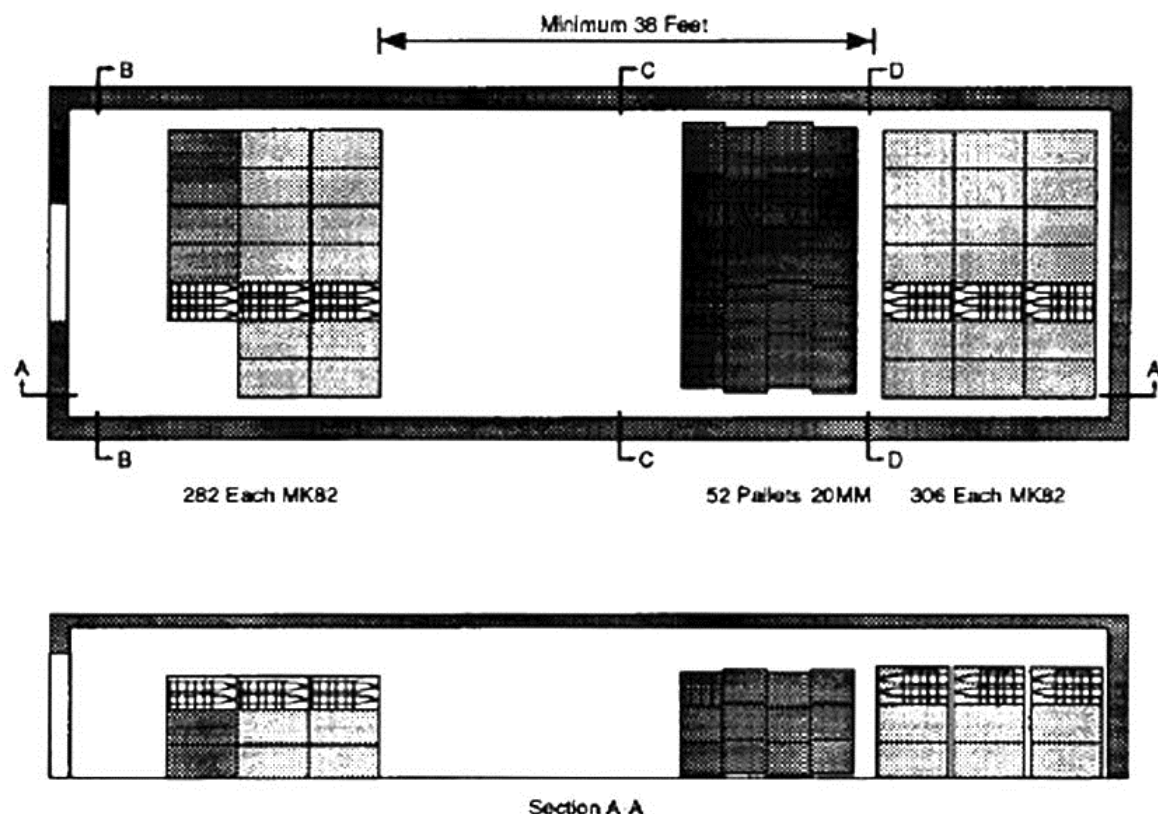 Minimum 38 Feet
B C D
A A
B C D
282 Each MK82 52 Pallets 20MM 306 Each MK82
Section A-A